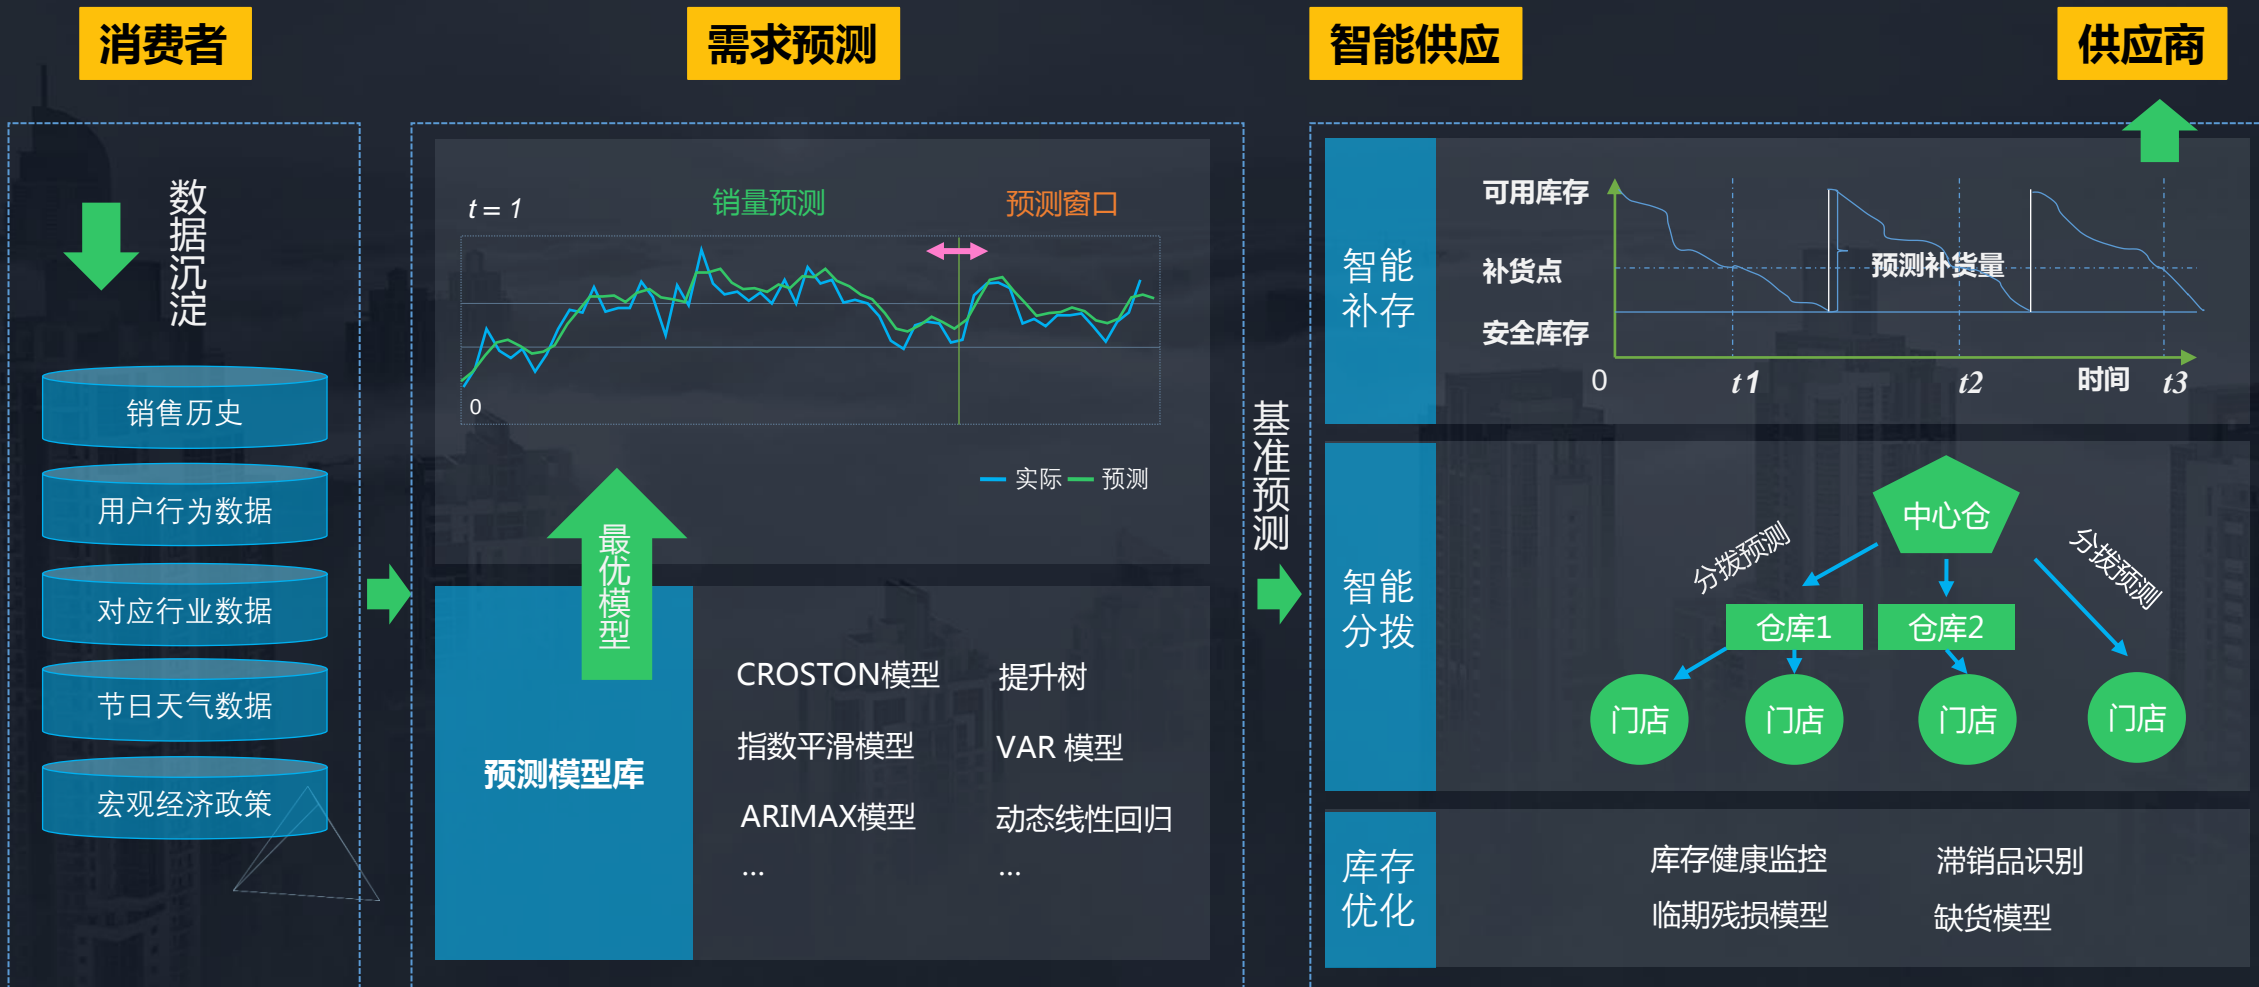 消费者
需求预测
智能供应
供应商
数据沉淀
销售历史
用户行为数据
对应行业数据
节日天气数据
宏观经济政策
t = 1
销量预测
预测窗口
0
实际
预测
最优模型
预测模型库
CROSTON模型
提升树
指数平滑模型
VAR 模型
ARIMAX模型
动态线性回归
...
...
基准预测
智能
补存
可用库存
补货点
预测补货量
安全库存
0
t1
t2
时间
t3
智能
分拨
中心仓
分拨预测
分拨预测
仓库1
仓库2
门店
门店
门店
门店
库存
优化
库存健康监控
滞销品识别
临期残损模型
缺货模型